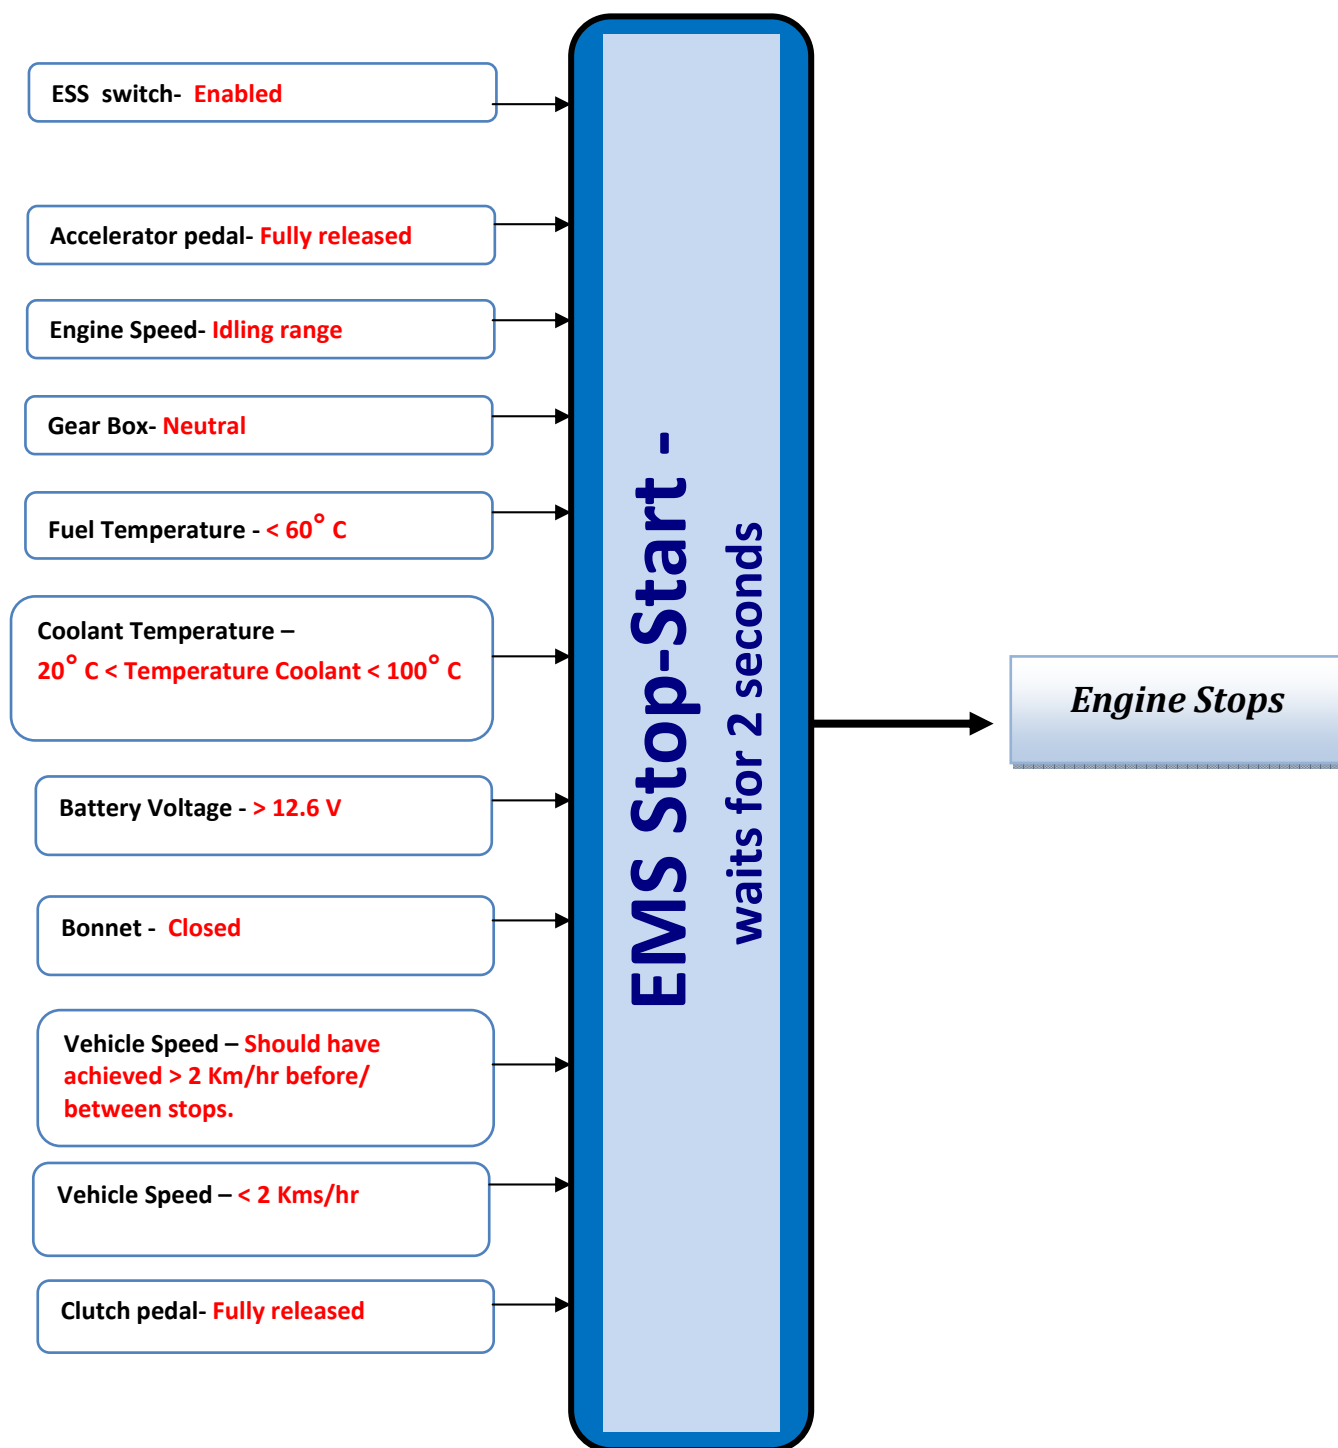 ESS  switch-  Enabled
Accelerator pedal- Fully released
Engine Speed- Idling range
Gear Box- Neutral
Fuel Temperature - < 60° C
Coolant Temperature –
20° C < Temperature Coolant < 100° C
Battery Voltage - > 12.6 V
Bonnet -  Closed
Vehicle Speed – Should have
achieved > 2 Km/hr before/
between stops.
Vehicle Speed – < 2 Kms/hr
Clutch pedal- Fully released
EMS Stop-Start -
waits for 2 seconds
Engine Stops